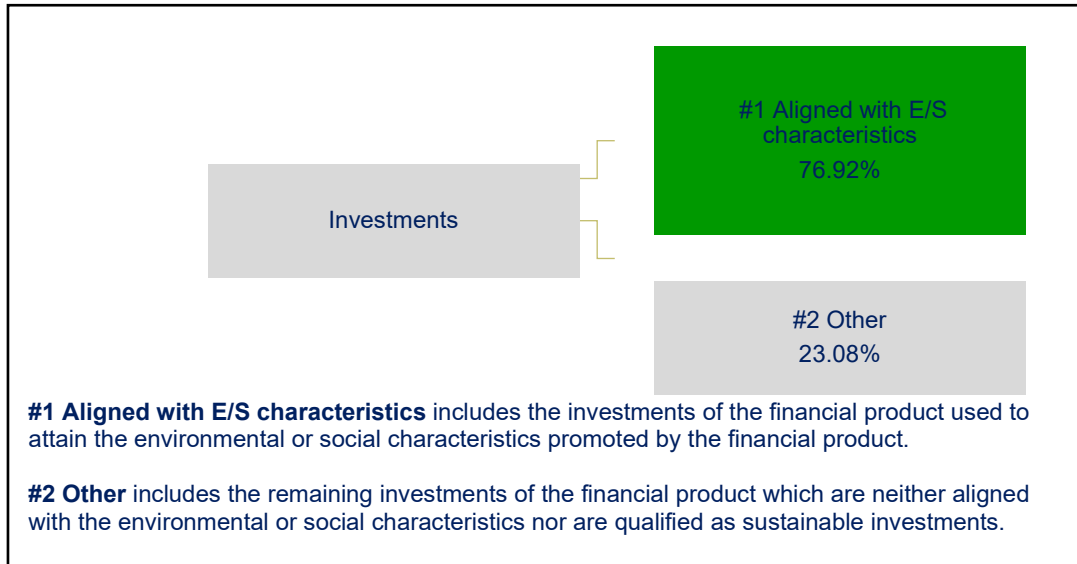 #1 Aligned with E/S
characteristics
76.92%
Investments
#2 Other
23.08%
#1 Aligned with E/S characteristics includes the investments of the financial product used to
attain the environmental or social characteristics promoted by the financial product.
#2 Other includes the remaining investments of the financial product which are neither aligned
with the environmental or social characteristics nor are qualified as sustainable investments.